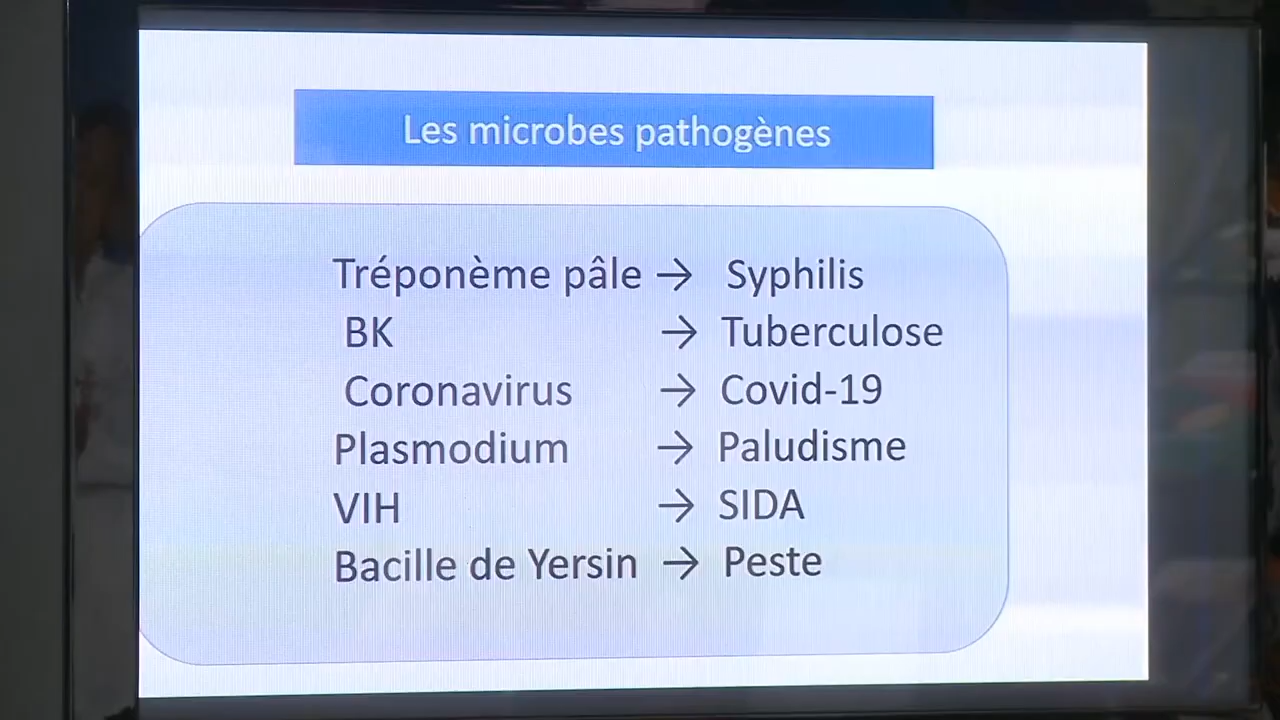 Les microbes pathogènes
Tréponème pâle → Syphilis
BK → Tuberculose
Coronavirus → Covid-19
Plasmodium → Paludisme
VIH → SIDA
Bacille de Yersin → Peste